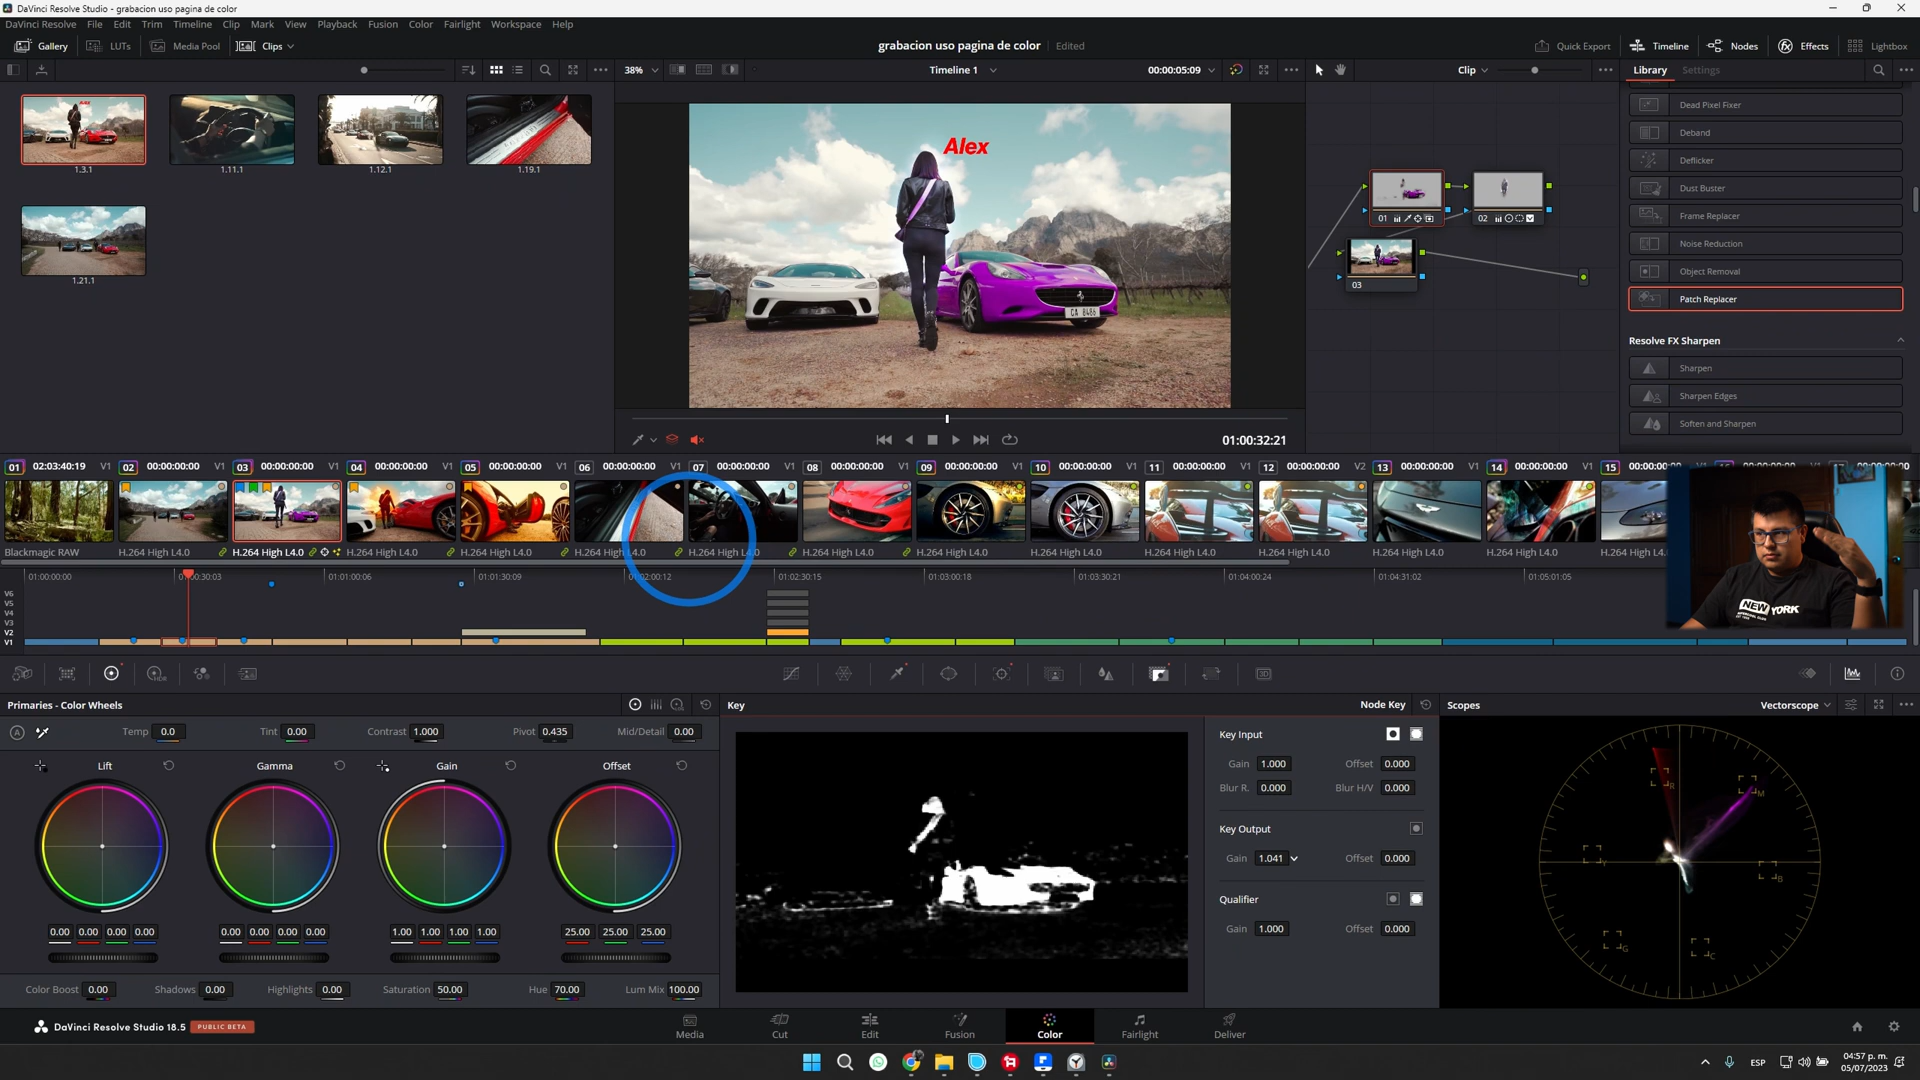 DaVinci Resolve Studio - grabacion uso pagina de color
DaVinci Resolve File Edit Trim Timeline Clip Mark View Playback Fusion Color Fairlight Workspace Help
Gallery LUTs Media Pool Clips grabacion uso pagina de color Edited Quick Export Timeline Nodes Effects Lightbox
38% Timeline 1 00:00:05:09 Clip Library Settings
1.3.1 1.11.1 1.12.1 1.19.1
1.21.1
Alex
CA 8486
01
02
03
Dead Pixel Fixer
Deband
Deflicker
Dust Buster
Frame Replacer
Noise Reduction
Object Removal
Patch Replacer
Resolve FX Sharpen
Sharpen
Sharpen Edges
Soften and Sharpen
01:00:32:21
01 02:03:40:19 V1 02 00:00:00:00 V1 03 00:00:00:00 V1 04 00:00:00:00 V1 05 00:00:00:00 V1 06 00:00:00:00 V1 07 00:00:00:00 V1 08 00:00:00:00 V1 09 00:00:00:00 V1 10 00:00:00:00 V1 11 00:00:00:00 V1 12 00:00:00:00 V2 13 00:00:00:00 V1 14 00:00:00:00 V1 15
Blackmagic RAW H.264 High L4.0 H.264 High L4.0 H.264 High L4.0 H.264 High L4.0 H.264 High L4.0 H.264 High L4.0 H.264 High L4.0 H.264 High L4.0 H.264 High L4.0 H.264 High L4.0 H.264 High L4.0 H.264 High L4.0 H.264 High L4.0
01:00:00:00 01:01:00:06 01:01:30:09 01:02:00:12 01:02:30:15 01:03:00:18 01:03:30:21 01:04:00:24 01:04:31:02 01:05:01:05
V6
V5
V4
V3
V2
V1
NEW YORK
Primaries - Color Wheels
Temp 0.0 Tint 0.00 Contrast 1.000 Pivot 0.435 Mid/Detail 0.00
Lift Gamma Gain Offset
0.00 0.00 0.00 0.00 0.00 0.00 0.00 0.00 1.00 1.00 1.00 1.00 25.00 25.00 25.00
Color Boost 0.00 Shadows 0.00 Highlights 0.00 Saturation 50.00 Hue 70.00 Lum Mix 100.00
Key Node Key
Key Input
Gain 1.000 Offset 0.000
Blur R. 0.000 Blur H/V 0.000
Key Output
Gain 1.041 Offset 0.000
Qualifier
Gain 1.000 Offset 0.000
Scopes Vectorscope
R
M
Y
B
G
C
DaVinci Resolve Studio 18.5 PUBLIC BETA
Media Cut Edit Fusion Color Fairlight Deliver
ESP
04:57 p. m.
05/07/2023